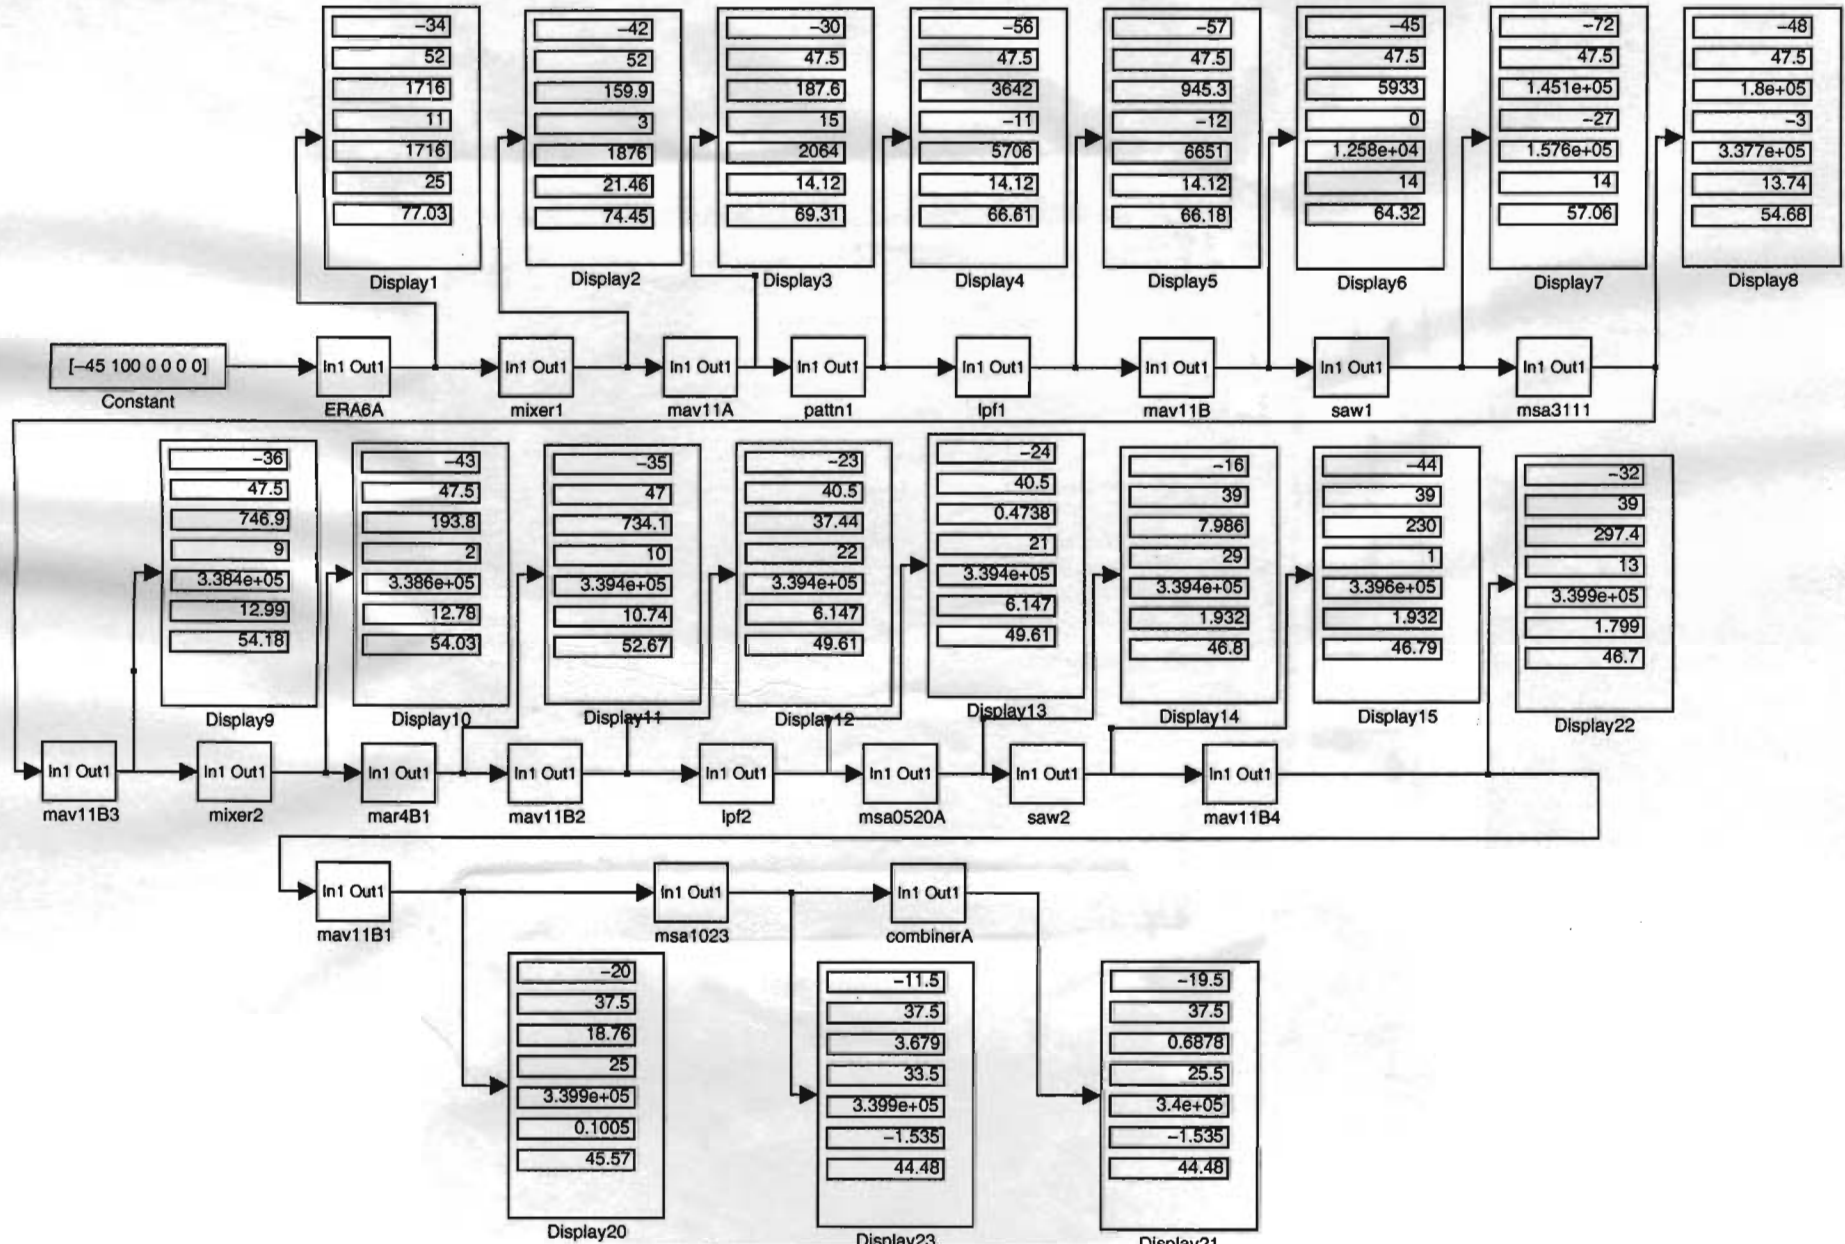 −34
52
1716
11
1716
25
77.03
Display1
−42
52
159.9
3
1876
21.46
74.45
Display2
−30
47.5
187.6
15
2064
14.12
69.31
Display3
−56
47.5
3642
−11
5706
14.12
66.61
Display4
−57
47.5
945.3
−12
6651
14.12
66.18
Display5
−45
47.5
5933
0
1.258e+04
14
64.32
Display6
−72
47.5
1.451e+05
−27
1.576e+05
14
57.06
Display7
−48
47.5
1.8e+05
−3
3.377e+05
13.74
54.68
Display8
[−45 100 0 0 0 0]
Constant
In1 Out1
ERA6A
In1 Out1
mixer1
In1 Out1
mav11A
In1 Out1
pattn1
In1 Out1
lpf1
In1 Out1
mav11B
In1 Out1
saw1
In1 Out1
msa3111
−36
47.5
746.9
9
3.384e+05
12.99
54.18
Display9
−43
47.5
193.8
2
3.386e+05
12.78
54.03
Display10
−35
47
734.1
10
3.394e+05
10.74
52.67
Display11
−23
40.5
37.44
22
3.394e+05
6.147
49.61
Display12
−24
40.5
0.4738
21
3.394e+05
6.147
49.61
Display13
−16
39
7.986
29
3.394e+05
1.932
46.8
Display14
−44
39
230
1
3.396e+05
1.932
46.79
Display15
−32
39
297.4
13
3.399e+05
1.799
46.7
Display22
In1 Out1
mav11B3
In1 Out1
mixer2
In1 Out1
mar4B1
In1 Out1
mav11B2
In1 Out1
lpf2
In1 Out1
msa0520A
In1 Out1
saw2
In1 Out1
mav11B4
In1 Out1
mav11B1
In1 Out1
msa1023
In1 Out1
combinerA
−20
37.5
18.76
25
3.399e+05
0.1005
45.57
Display20
−11.5
37.5
3.679
33.5
3.399e+05
−1.535
44.48
Display23
−19.5
37.5
0.6878
25.5
3.4e+05
−1.535
44.48
Display21